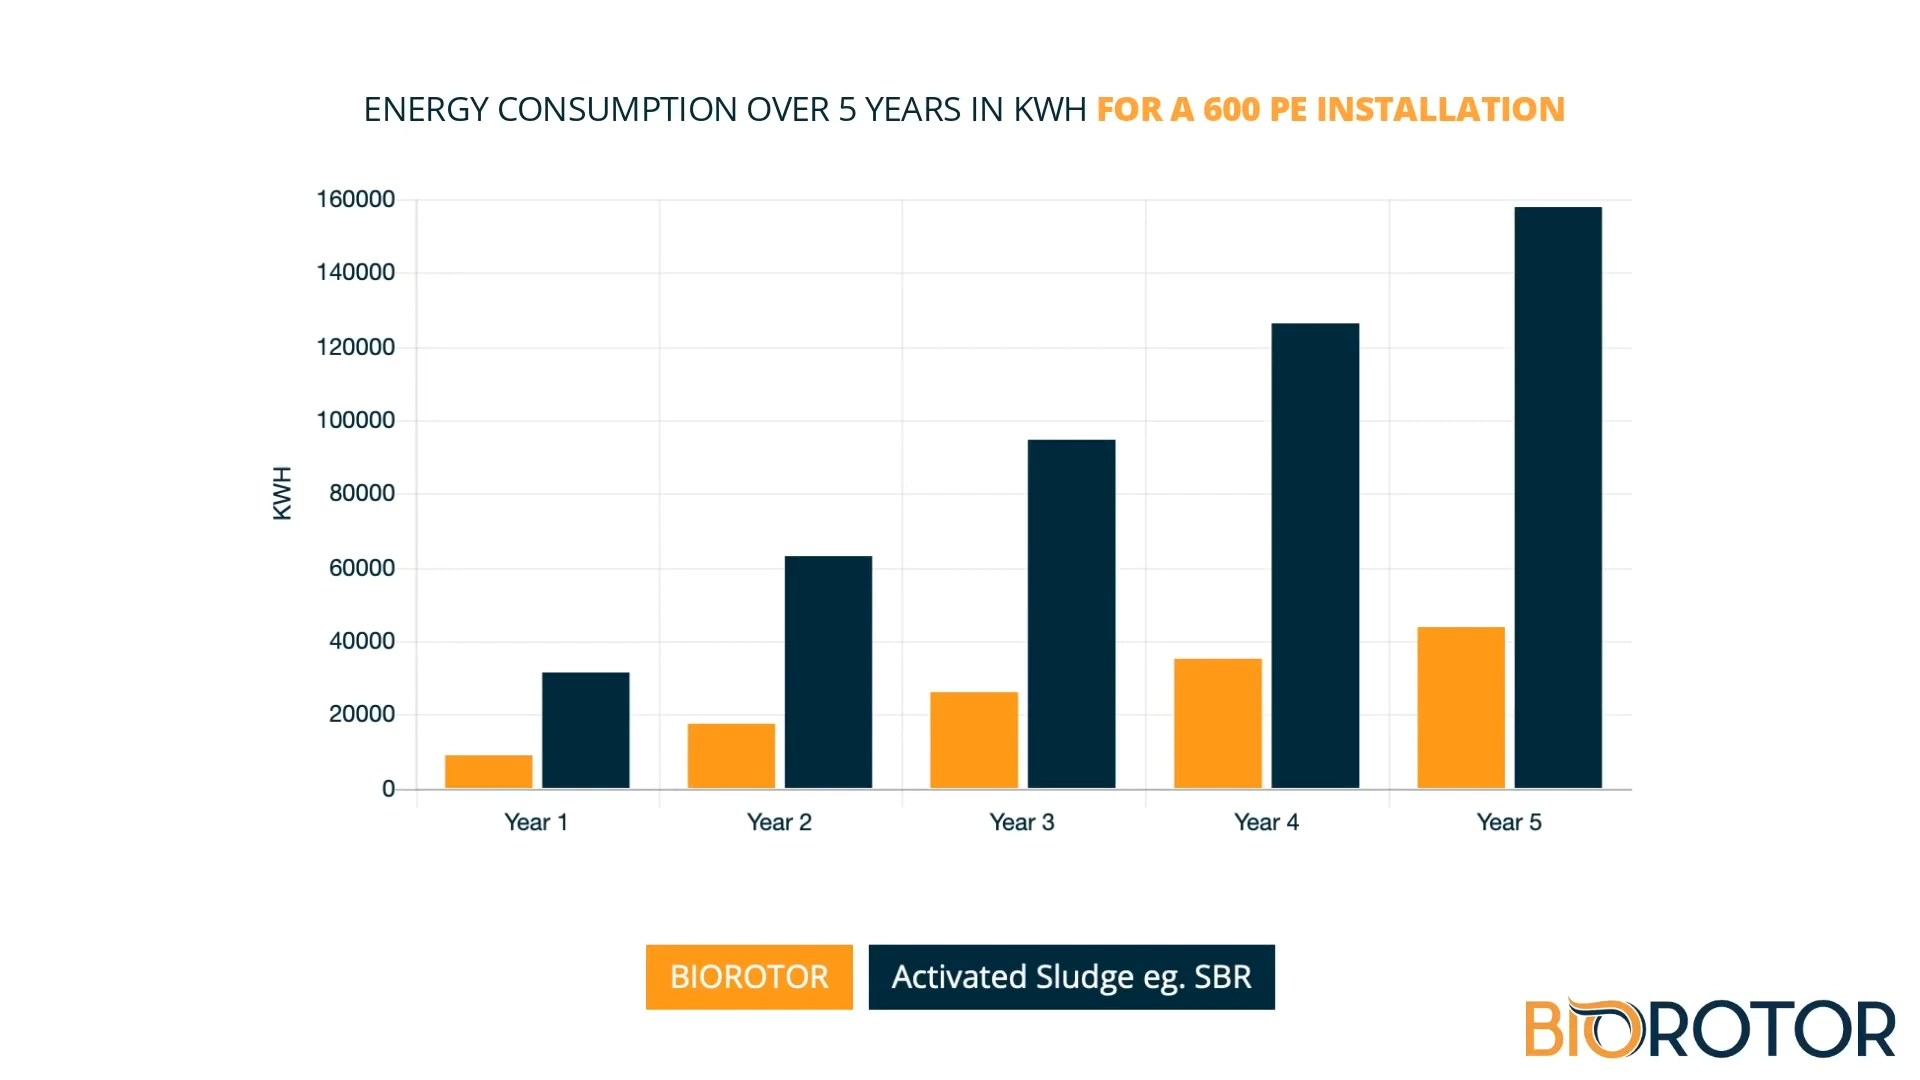 ENERGY CONSUMPTION OVER 5 YEARS IN KWH FOR A 600 PE INSTALLATION
160000
140000
120000
100000
80000
60000
40000
20000
0
KWH
Year 1 Year 2 Year 3 Year 4 Year 5
BIOROTOR Activated Sludge eg. SBR
BIOROTOR